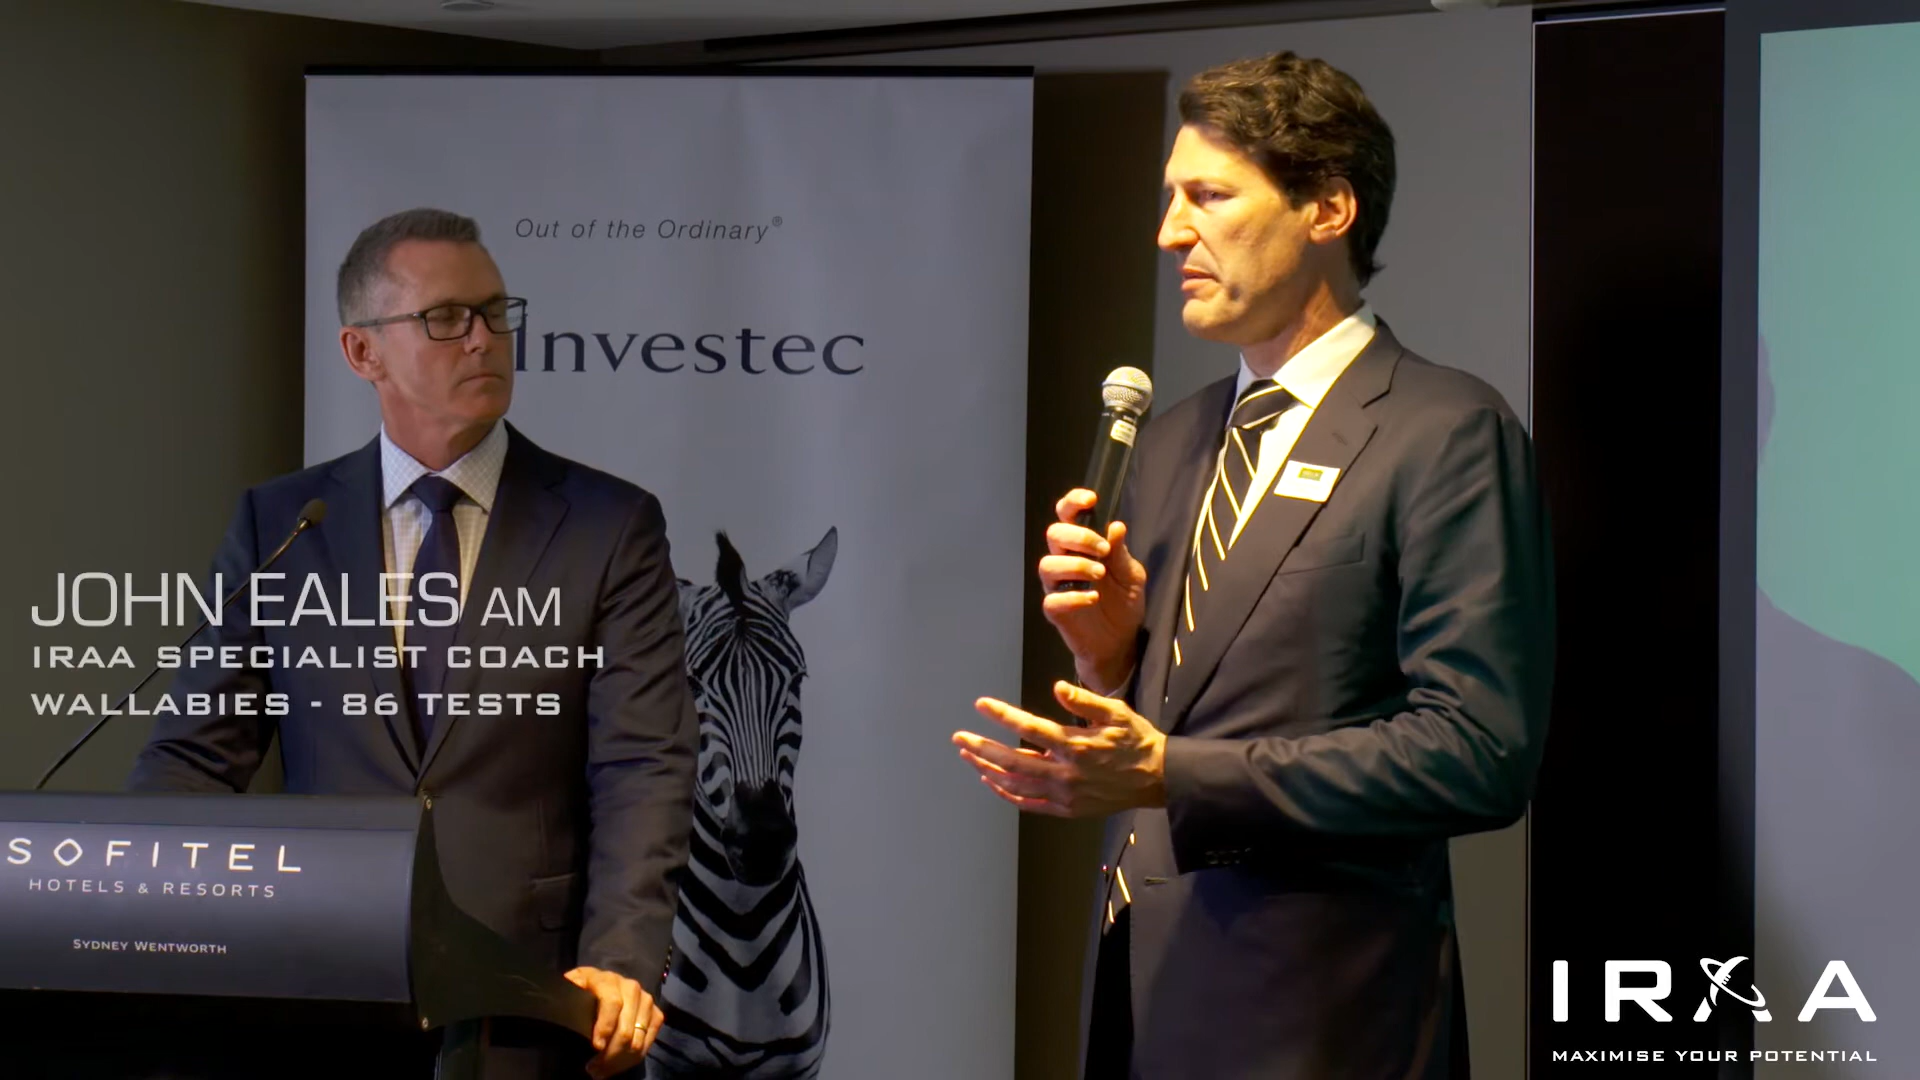 Out of the Ordinary®
Investec
JOHN EALES AM
IRAA SPECIALIST COACH
WALLABIES - 86 TESTS
SOFITEL
HOTELS & RESORTS
SYDNEY WENTWORTH
IRAA
MAXIMISE YOUR POTENTIAL